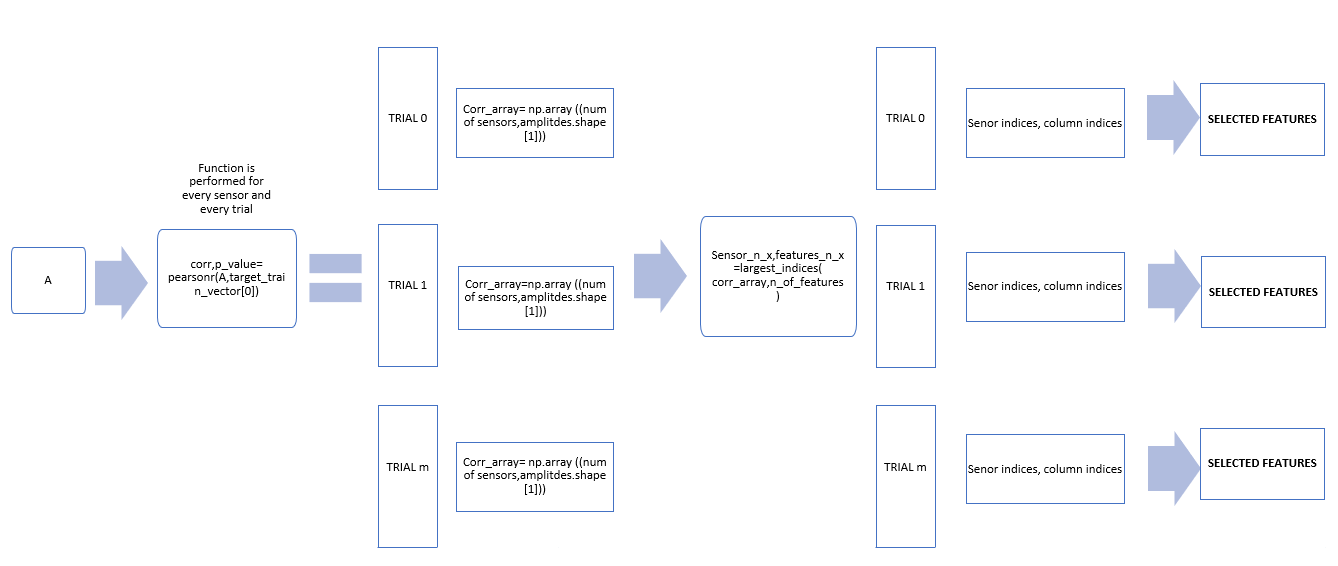 A
Function is
performed for
every sensor and
every trial
corr,p_value=
pearsonr(A,target_trai
n_vector[0])
TRIAL 0
Corr_array= np.array ((num
of sensors,amplitdes.shape
[1]))
TRIAL 1
Corr_array=np.array ((num
of sensors,amplitdes.shape
[1]))
TRIAL m
Corr_array= np.array ((num
of sensors,amplitdes.shape
[1]))
Sensor_n_x,features_n_x
=largest_indices(
corr_array,n_of_features
)
TRIAL 0
Senor indices, column indices
SELECTED FEATURES
TRIAL 1
Senor indices, column indices
SELECTED FEATURES
TRIAL m
Senor indices, column indices
SELECTED FEATURES